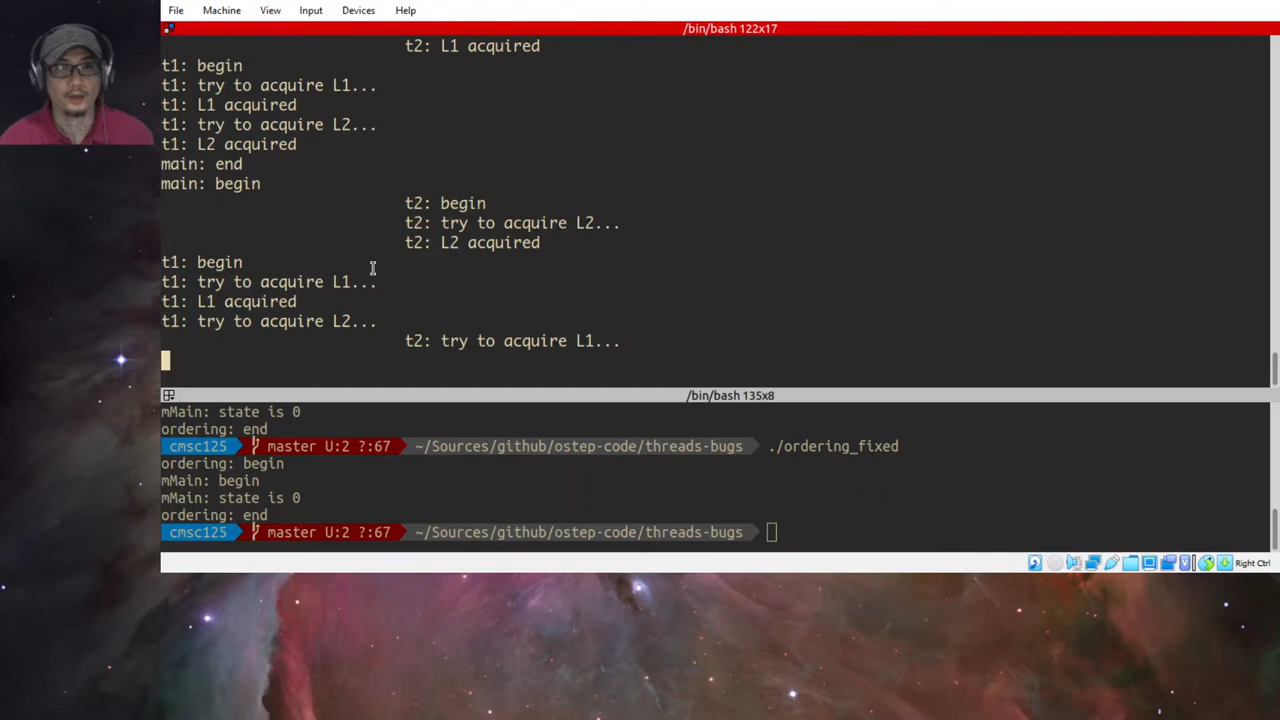 File Machine View Input Devices Help
/bin/bash 122x17
t2: L1 acquired
t1: begin
t1: try to acquire L1...
t1: L1 acquired
t1: try to acquire L2...
t1: L2 acquired
main: end
main: begin
t2: begin
t2: try to acquire L2...
t2: L2 acquired
t1: begin
t1: try to acquire L1...
t1: L1 acquired
t1: try to acquire L2...
t2: try to acquire L1...
/bin/bash 135x8
mMain: state is 0
ordering: end
cmsc125 master U:2 ?:67 ~/Sources/github/ostep-code/threads-bugs ./ordering_fixed
ordering: begin
mMain: begin
mMain: state is 0
ordering: end
cmsc125 master U:2 ?:67 ~/Sources/github/ostep-code/threads-bugs
Right Ctrl